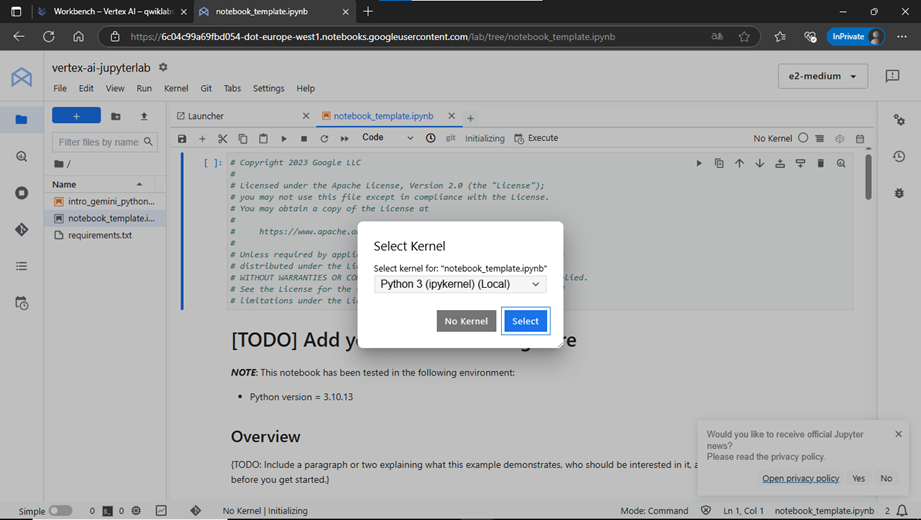 Workbench – Vertex AI – qwiklab
notebook_template.ipynb
https://6c04c99a69fbd054-dot-europe-west1.notebooks.googleusercontent.com/lab/tree/notebook_template.ipynb
InPrivate
vertex-ai-jupyterlab
e2-medium
File Edit View Run Kernel Git Tabs Settings Help
Launcher
notebook_template.ipynb
Filter files by name
Code
git
Initializing
Execute
No Kernel
/
Name
intro_gemini_python...
notebook_template.i...
requirements.txt
[ ]:
# Copyright 2023 Google LLC
#
# Licensed under the Apache License, Version 2.0 (the "License");
# you may not use this file except in compliance with the License.
# You may obtain a copy of the License at
#
# https://www.apache.o
#
# Unless required by appli
# distributed under the Li
# WITHOUT WARRANTIES OR CO
lied.
# See the License for the
# limitations under the Li
Select Kernel
Select kernel for: "notebook_template.ipynb"
Python 3 (ipykernel) (Local)
No Kernel
Select
[TODO] Add yo
re
NOTE: This notebook has been tested in the following environment:
• Python version = 3.10.13
Overview
{TODO: Include a paragraph or two explaining what this example demonstrates, who should be interested in it, a
before you get started.}
Would you like to receive official Jupyter
news?
Please read the privacy policy.
Open privacy policy
Yes
No
Simple
0
0
No Kernel | Initializing
Mode: Command
Ln 1, Col 1
notebook_template.ipynb
2